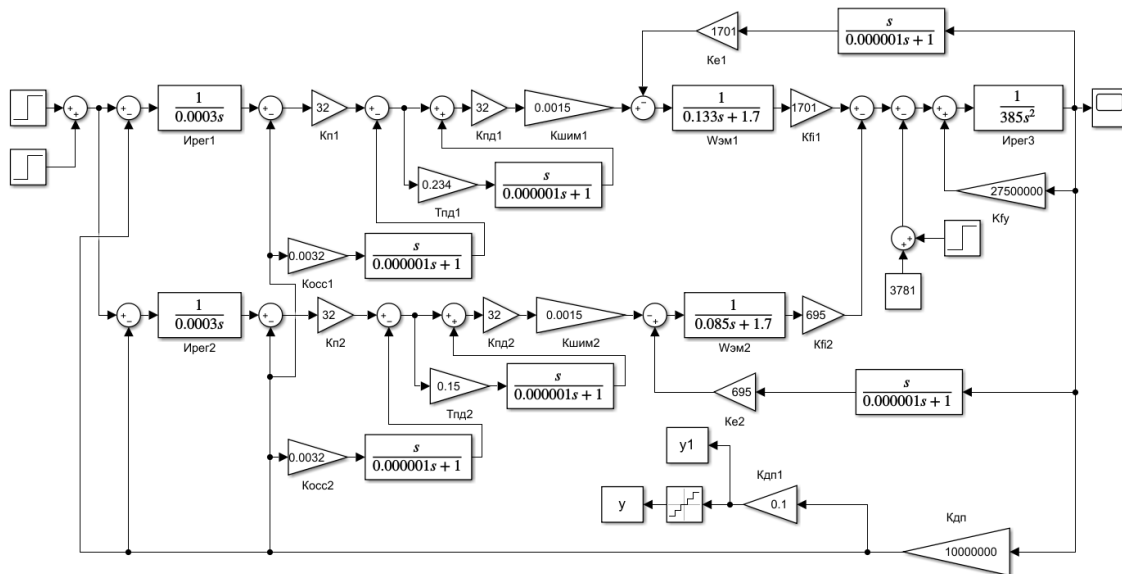 1701
s
0.000001s + 1
Ke1
1
0.0003s
Ирег1
32
Кп1
32
Кпд1
0.0015
Кшим1
1
0.133s + 1.7
Wэм1
1701
Kfi1
1
385s²
Ирег3
0.234
Тпд1
s
0.000001s + 1
27500000
Kfy
0.0032
Косс1
s
0.000001s + 1
3781
1
0.0003s
Ирег2
32
Кп2
32
Кпд2
0.0015
Кшим2
1
0.085s + 1.7
Wэм2
695
Kfi2
0.15
Тпд2
s
0.000001s + 1
695
Ke2
s
0.000001s + 1
0.0032
Косс2
s
0.000001s + 1
y1
y
Кдп1
0.1
Кдп
10000000